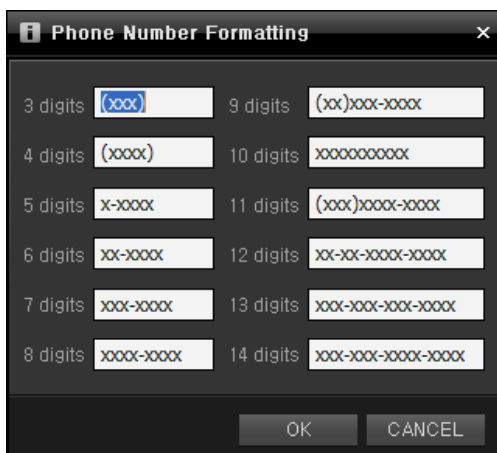 Phone Number Formatting
3 digits (xxx) 9 digits (xx)xxx-xxxx
4 digits (xxxx) 10 digits xxxxxxxxxx
5 digits x-xxxx 11 digits (xxx)xxxx-xxxx
6 digits xx-xxxx 12 digits xx-xx-xxxx-xxxx
7 digits xxx-xxxx 13 digits xxx-xxx-xxx-xxxx
8 digits xxxx-xxxx 14 digits xxx-xxx-xxxx-xxxx
OK CANCEL